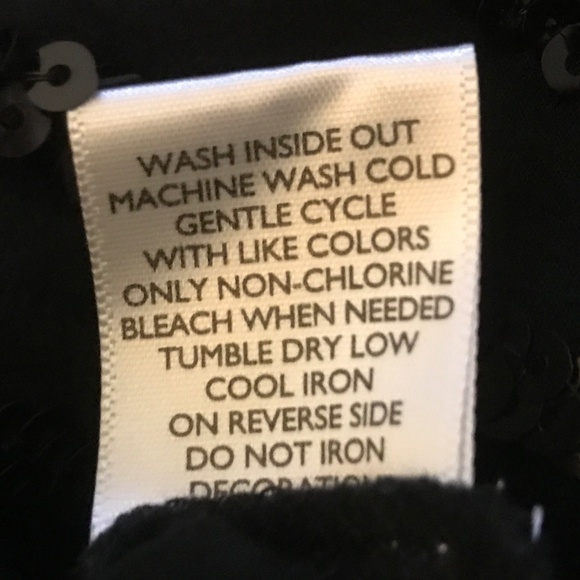 WASH INSIDE OUT
MACHINE WASH COLD
GENTLE CYCLE
WITH LIKE COLORS
ONLY NON-CHLORINE
BLEACH WHEN NEEDED
TUMBLE DRY LOW
COOL IRON
ON REVERSE SIDE
DO NOT IRON
DECORATION